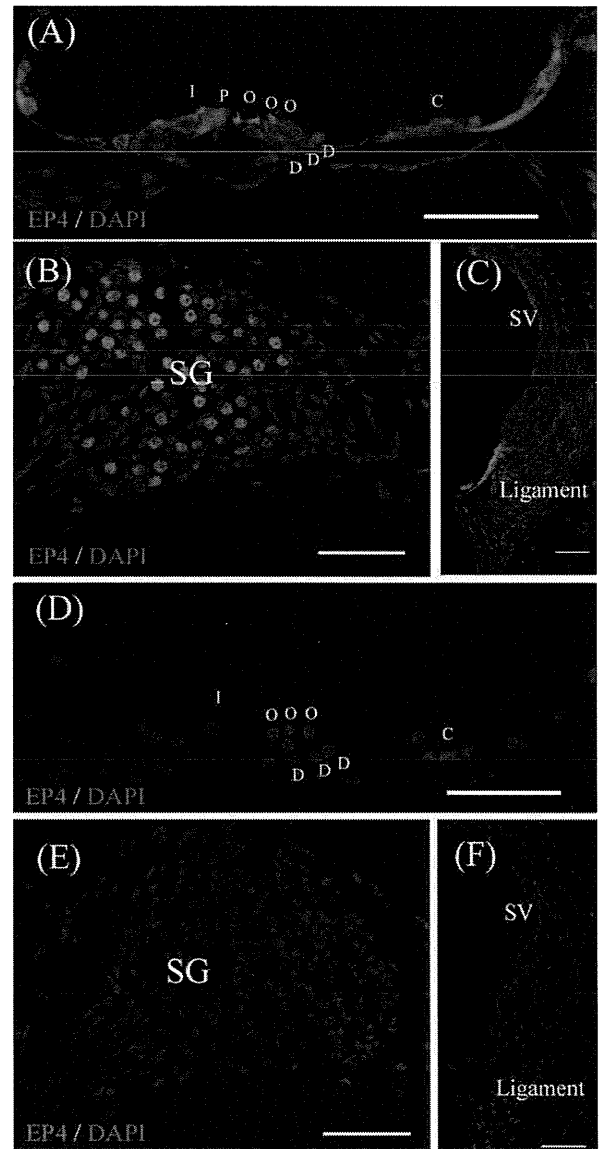 (A)
I P O O O C
D D D
EP4 / DAPI
(B)
SG
EP4 / DAPI
(C)
SV
Ligament
(D)
I O O O C
D D D
EP4 / DAPI
(E)
SG
EP4 / DAPI
(F)
SV
Ligament